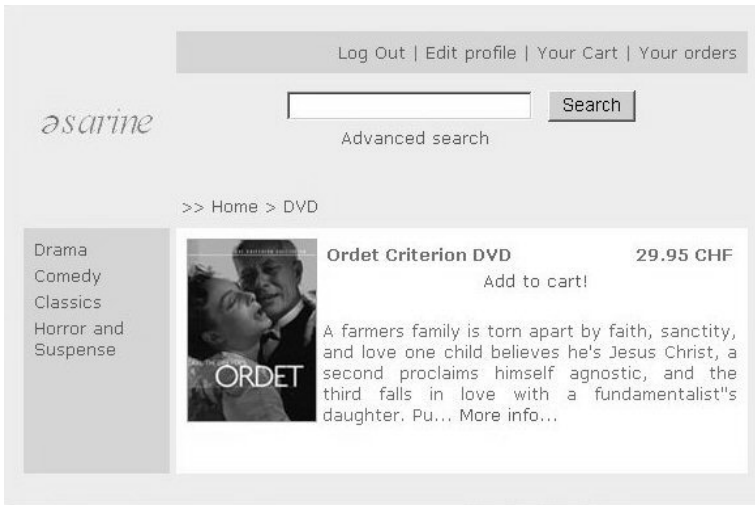 Log Out | Edit profile | Your Cart | Your orders
əsarine
Search
Advanced search
>> Home > DVD
Drama
Comedy
Classics
Horror and
Suspense
Ordet Criterion DVD 29.95 CHF
Add to cart!
ORDET
A farmers family is torn apart by faith, sanctity,
and love one child believes he's Jesus Christ, a
second proclaims himself agnostic, and the
third falls in love with a fundamentalist"s
daughter. Pu... More info...